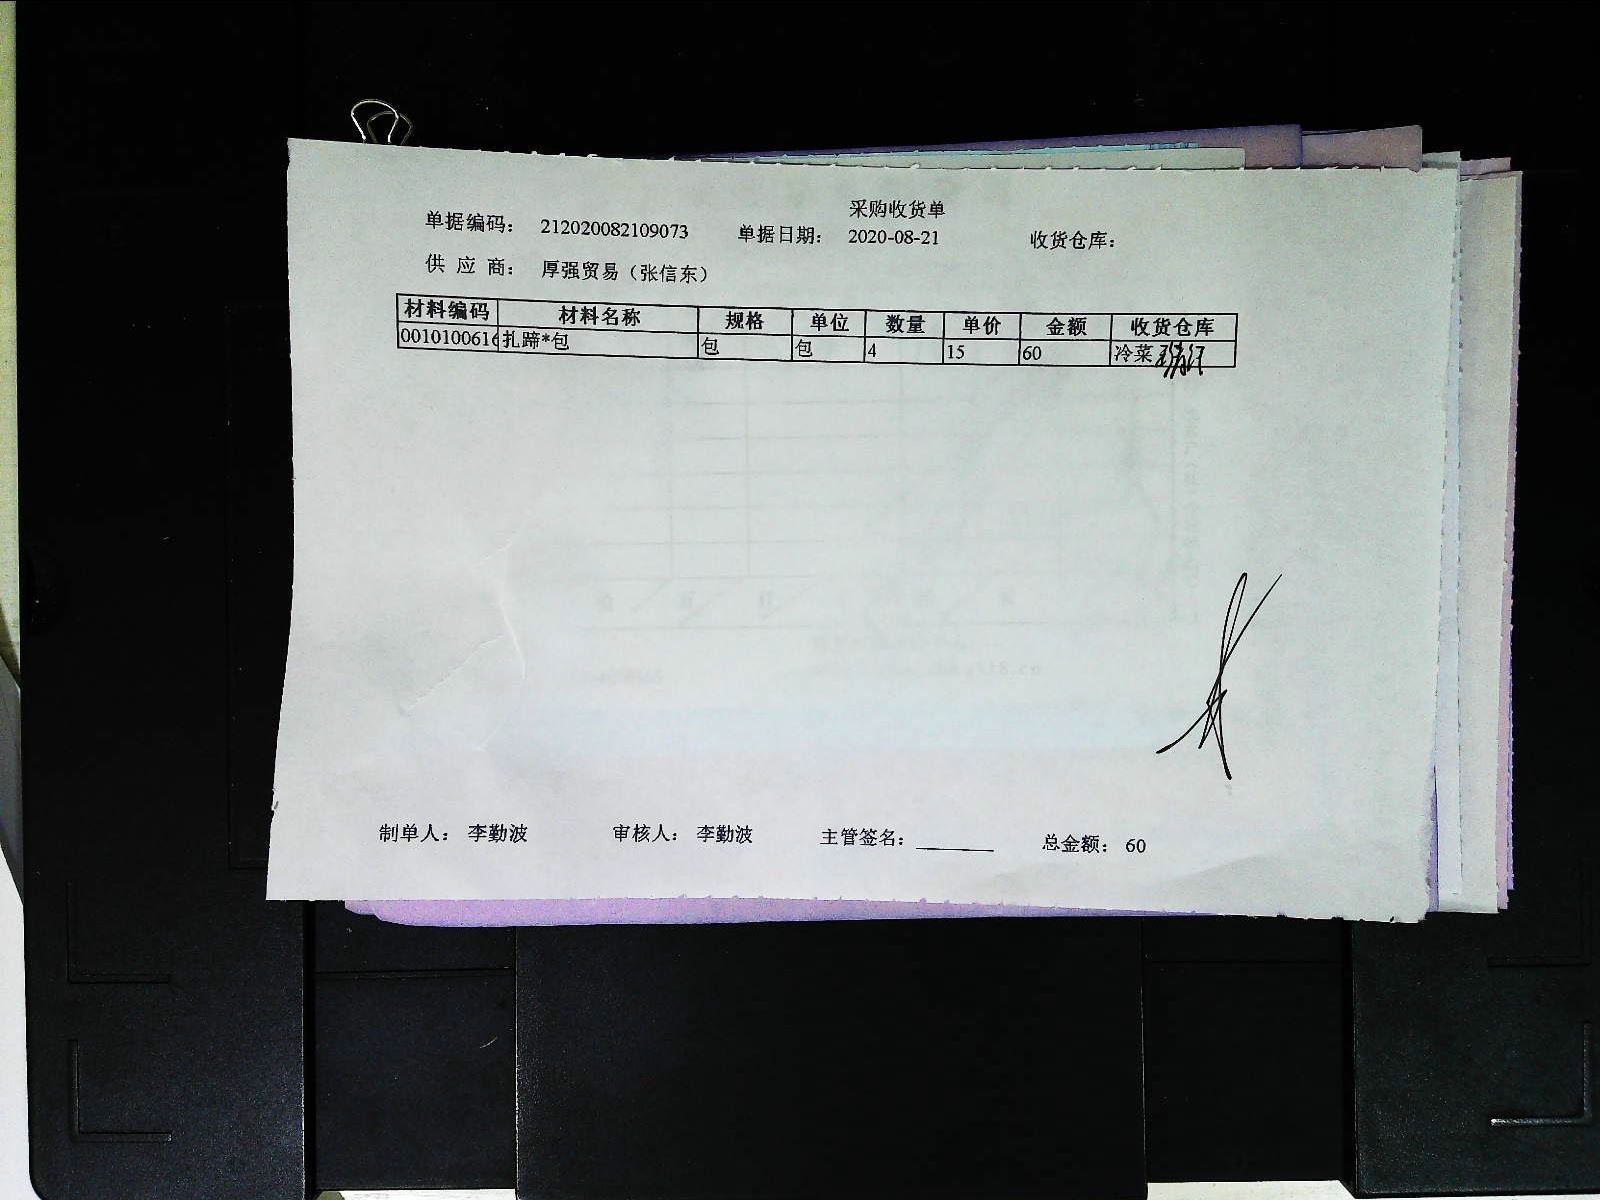 采购收货单
单据编码： 212020082109073 单据日期： 2020-08-21 收货仓库：
供 应 商： 厚强贸易（张信东）
材料编码 材料名称 规格 单位 数量 单价 金额 收货仓库
0010100616 扎蹄*包 包 包 4 15 60 冷菜
制单人： 李勤波 审核人： 李勤波 主管签名： 总金额： 60